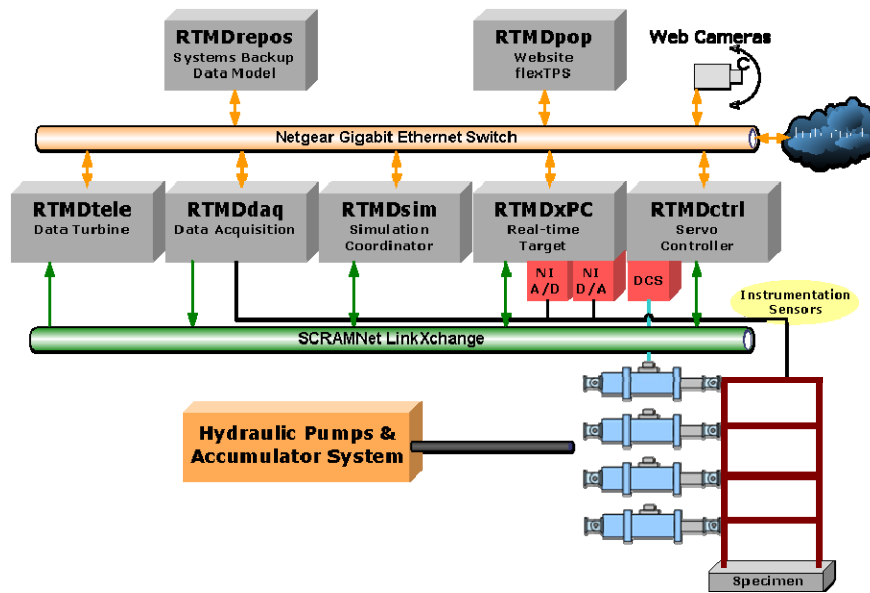 RTMDrepos
Systems Backup
Data Model
RTMDpop
Website
flexTPS
Web Cameras
C
Netgear Gigabit Ethernet Switch
RTMDtele
Data Turbine
RTMDdaq
Data Acquisition
RTMDsim
Simulation
Coordinator
RTMDxPC
Real-time
Target
RTMDctrl
Servo
Controller
NI
A/D
NI
D/A
DCS
Instrumentation
Sensors
SCRAMNet LinkXchange
Hydraulic Pumps &
Accumulator System
Specimen